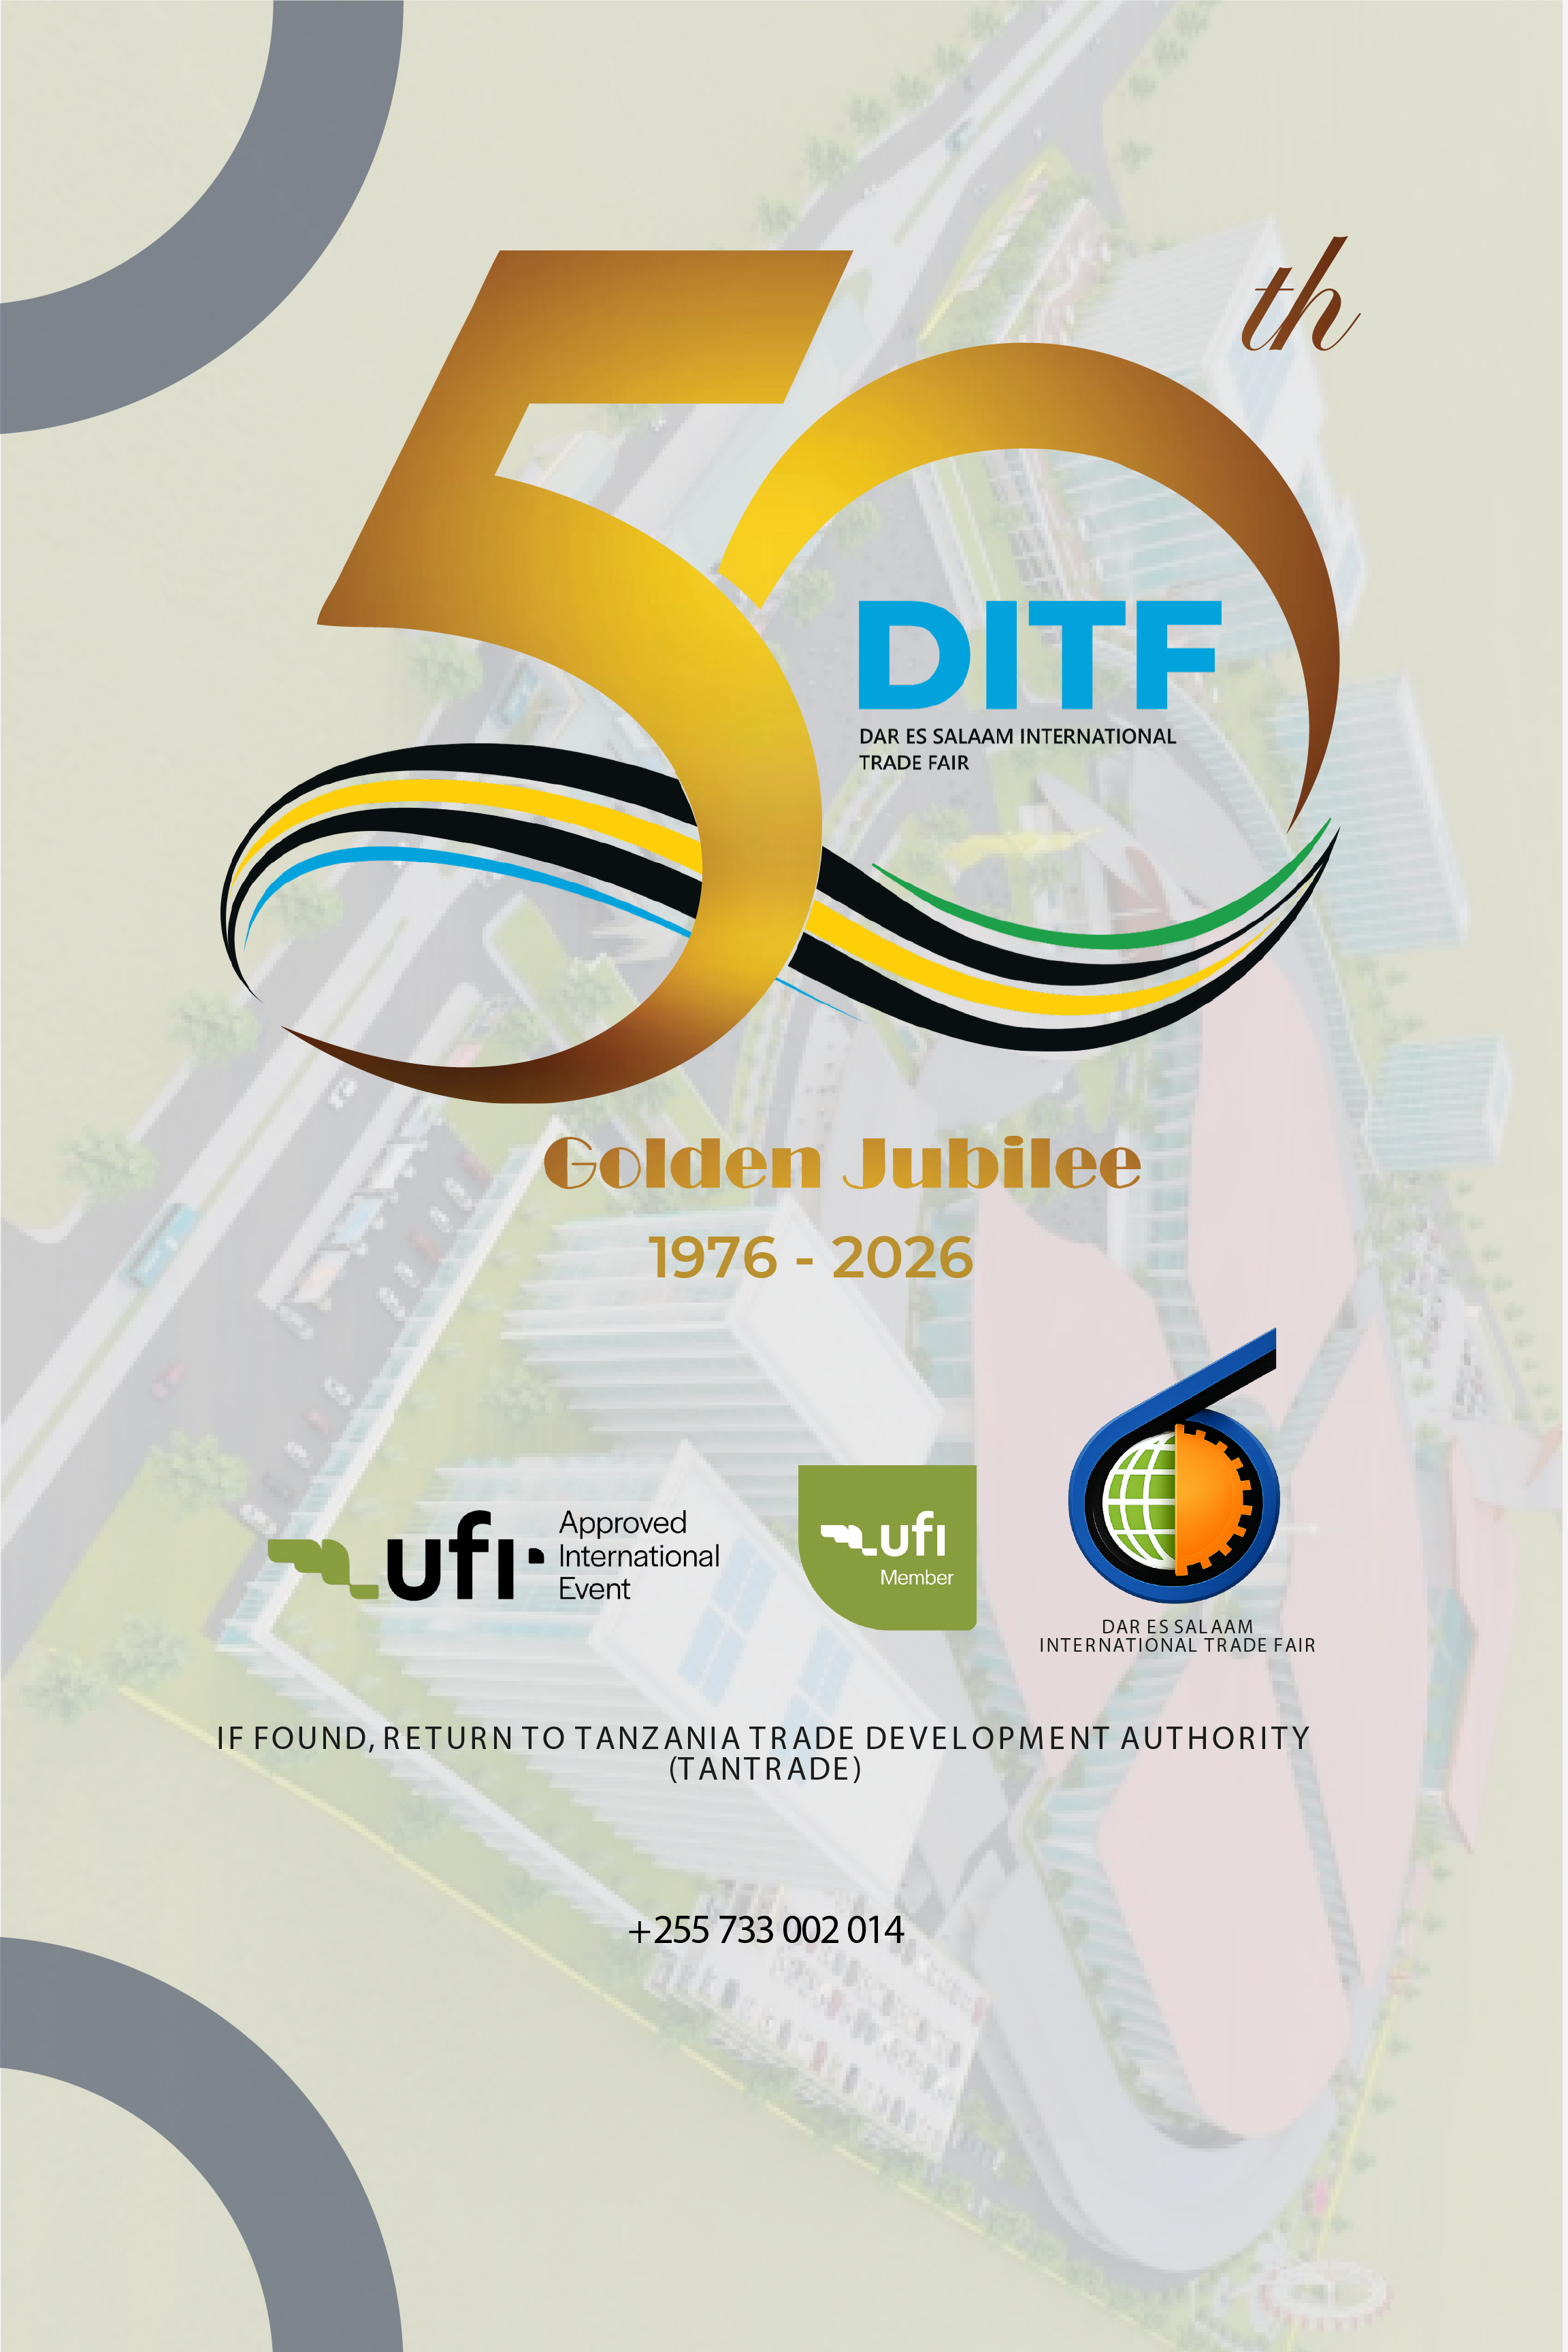 50th
DITF
DAR ES SALAAM INTERNATIONAL
TRADE FAIR
Golden Jubilee
1976 - 2026
ufi
Approved
International
Event
ufi
Member
DAR ES SALAAM
INTERNATIONAL TRADE FAIR
IF FOUND, RETURN TO TANZANIA TRADE DEVELOPMENT AUTHORITY
(TANTRADE)
+255 733 002 014